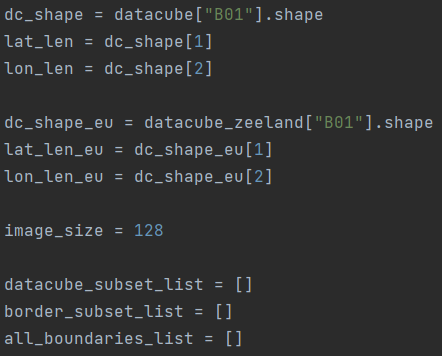 dc_shape = datacube["B01"].shape
lat_len = dc_shape[1]
lon_len = dc_shape[2]
dc_shape_eu = datacube_zeeland["B01"].shape
lat_len_eu = dc_shape_eu[1]
lon_len_eu = dc_shape_eu[2]
image_size = 128
datacube_subset_list = []
border_subset_list = []
all_boundaries_list = []